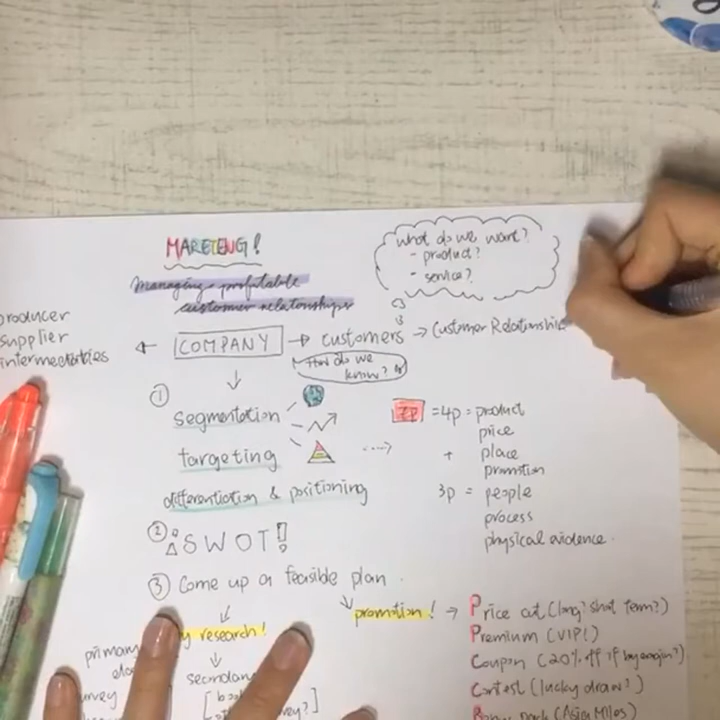 MARETENG!
managing profitable
customer relationships
what do we want?
- product?
- service?
producer
supplier
COMPANY
customers → Customer Relationship
How do we
know?
①
segmentation
targeting
differentiation & positioning
7p = 4p = product
price
+ place
promotion
3p = people
process
physical evidence.
② SWOT!
③ Come up a feasible plan.
research!
promotion! → Price cut (long? short term?)
Premium (VIP!)
Coupon (20% off if buy
Contest (lucky draw?)
(Asia Miles)
primary
secondary